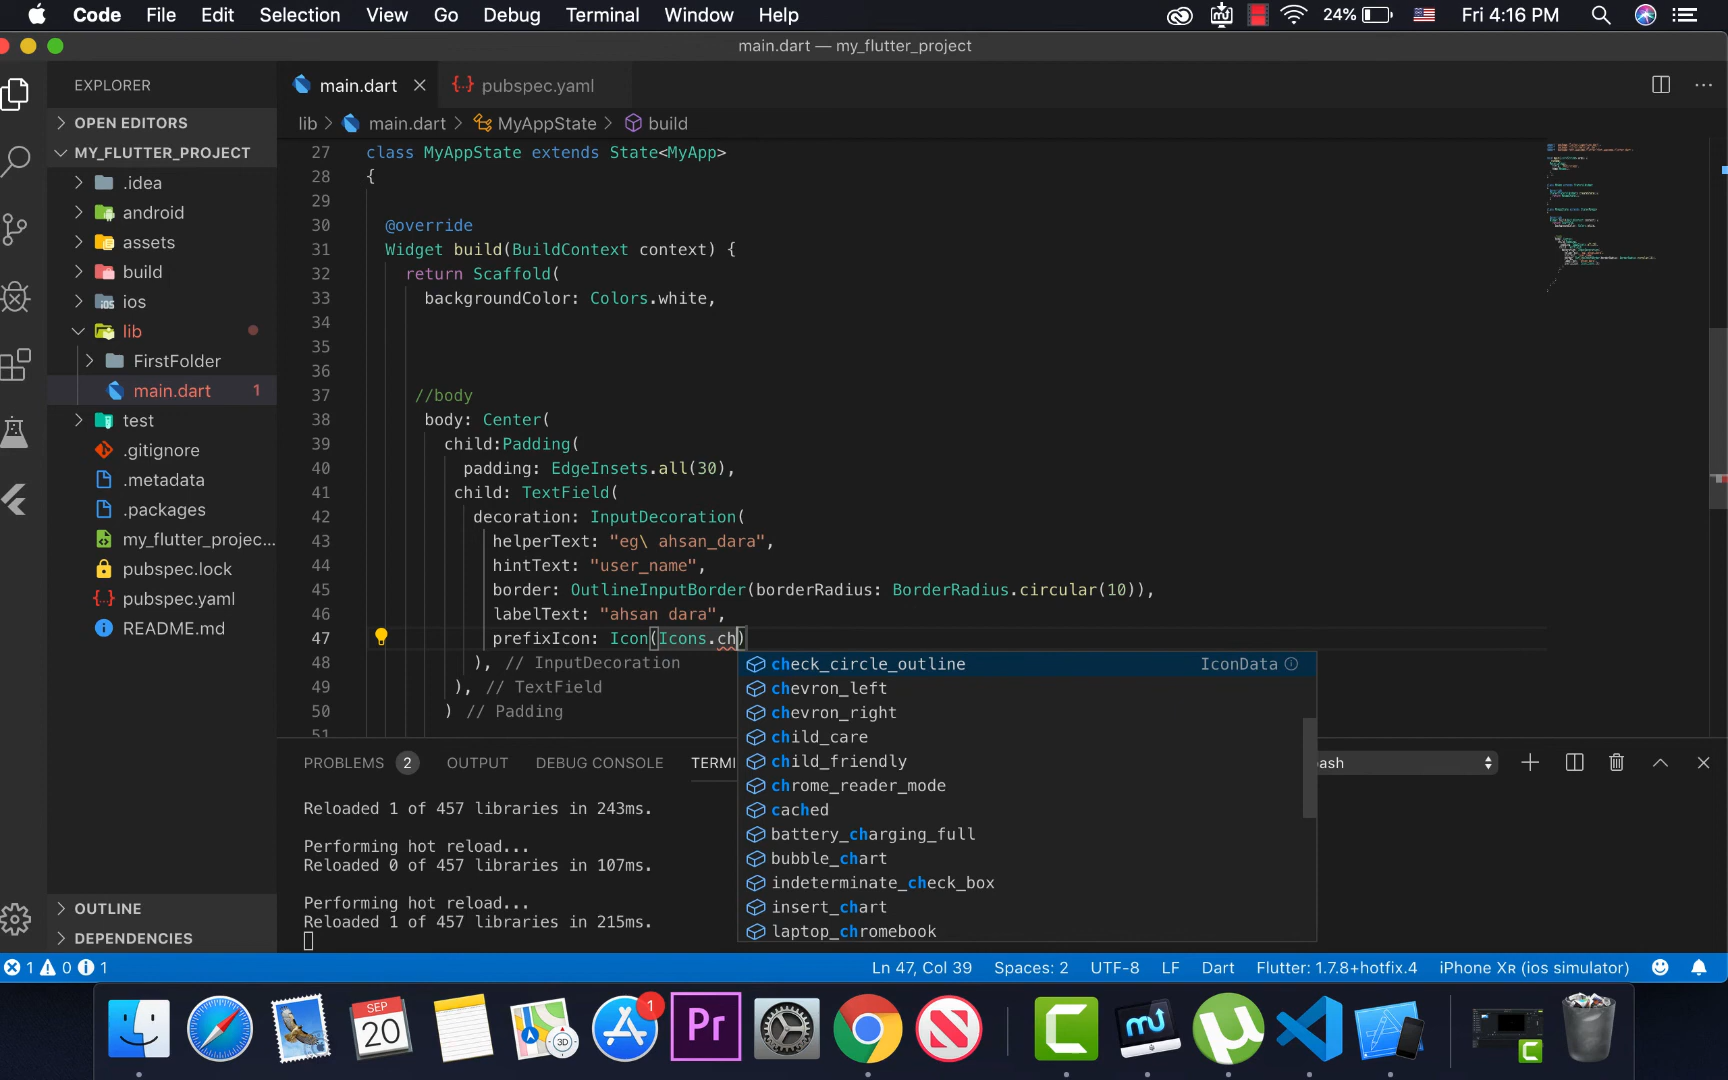 Code File Edit Selection View Go Debug Terminal Window Help 24% Fri 4:16 PM
main.dart — my_flutter_project
EXPLORER
main.dart
pubspec.yaml
OPEN EDITORS
MY_FLUTTER_PROJECT
.idea
android
assets
build
ios
lib
FirstFolder
main.dart 1
test
.gitignore
.metadata
.packages
my_flutter_projec...
pubspec.lock
pubspec.yaml
README.md
OUTLINE
DEPENDENCIES
lib > main.dart > MyAppState > build
27 class MyAppState extends State<MyApp>
28 {
29
30 @override
31 Widget build(BuildContext context) {
32 return Scaffold(
33 backgroundColor: Colors.white,
34
35
36
37 //body
38 body: Center(
39 child:Padding(
40 padding: EdgeInsets.all(30),
41 child: TextField(
42 decoration: InputDecoration(
43 helperText: "eg\ ahsan_dara",
44 hintText: "user_name",
45 border: OutlineInputBorder(borderRadius: BorderRadius.circular(10)),
46 labelText: "ahsan dara",
47 prefixIcon: Icon(Icons.ch)
48 ), // InputDecoration
49 ), // TextField
50 ) // Padding
51
check_circle_outline IconData
chevron_left
chevron_right
child_care
child_friendly
chrome_reader_mode
cached
battery_charging_full
bubble_chart
indeterminate_check_box
insert_chart
laptop_chromebook
PROBLEMS 2 OUTPUT DEBUG CONSOLE TERMI ash
Reloaded 1 of 457 libraries in 243ms.
Performing hot reload...
Reloaded 0 of 457 libraries in 107ms.
Performing hot reload...
Reloaded 1 of 457 libraries in 215ms.
1 0 1 Ln 47, Col 39 Spaces: 2 UTF-8 LF Dart Flutter: 1.7.8+hotfix.4 iPhone XR (ios simulator)
SEP
20
3D
1
Pr
C